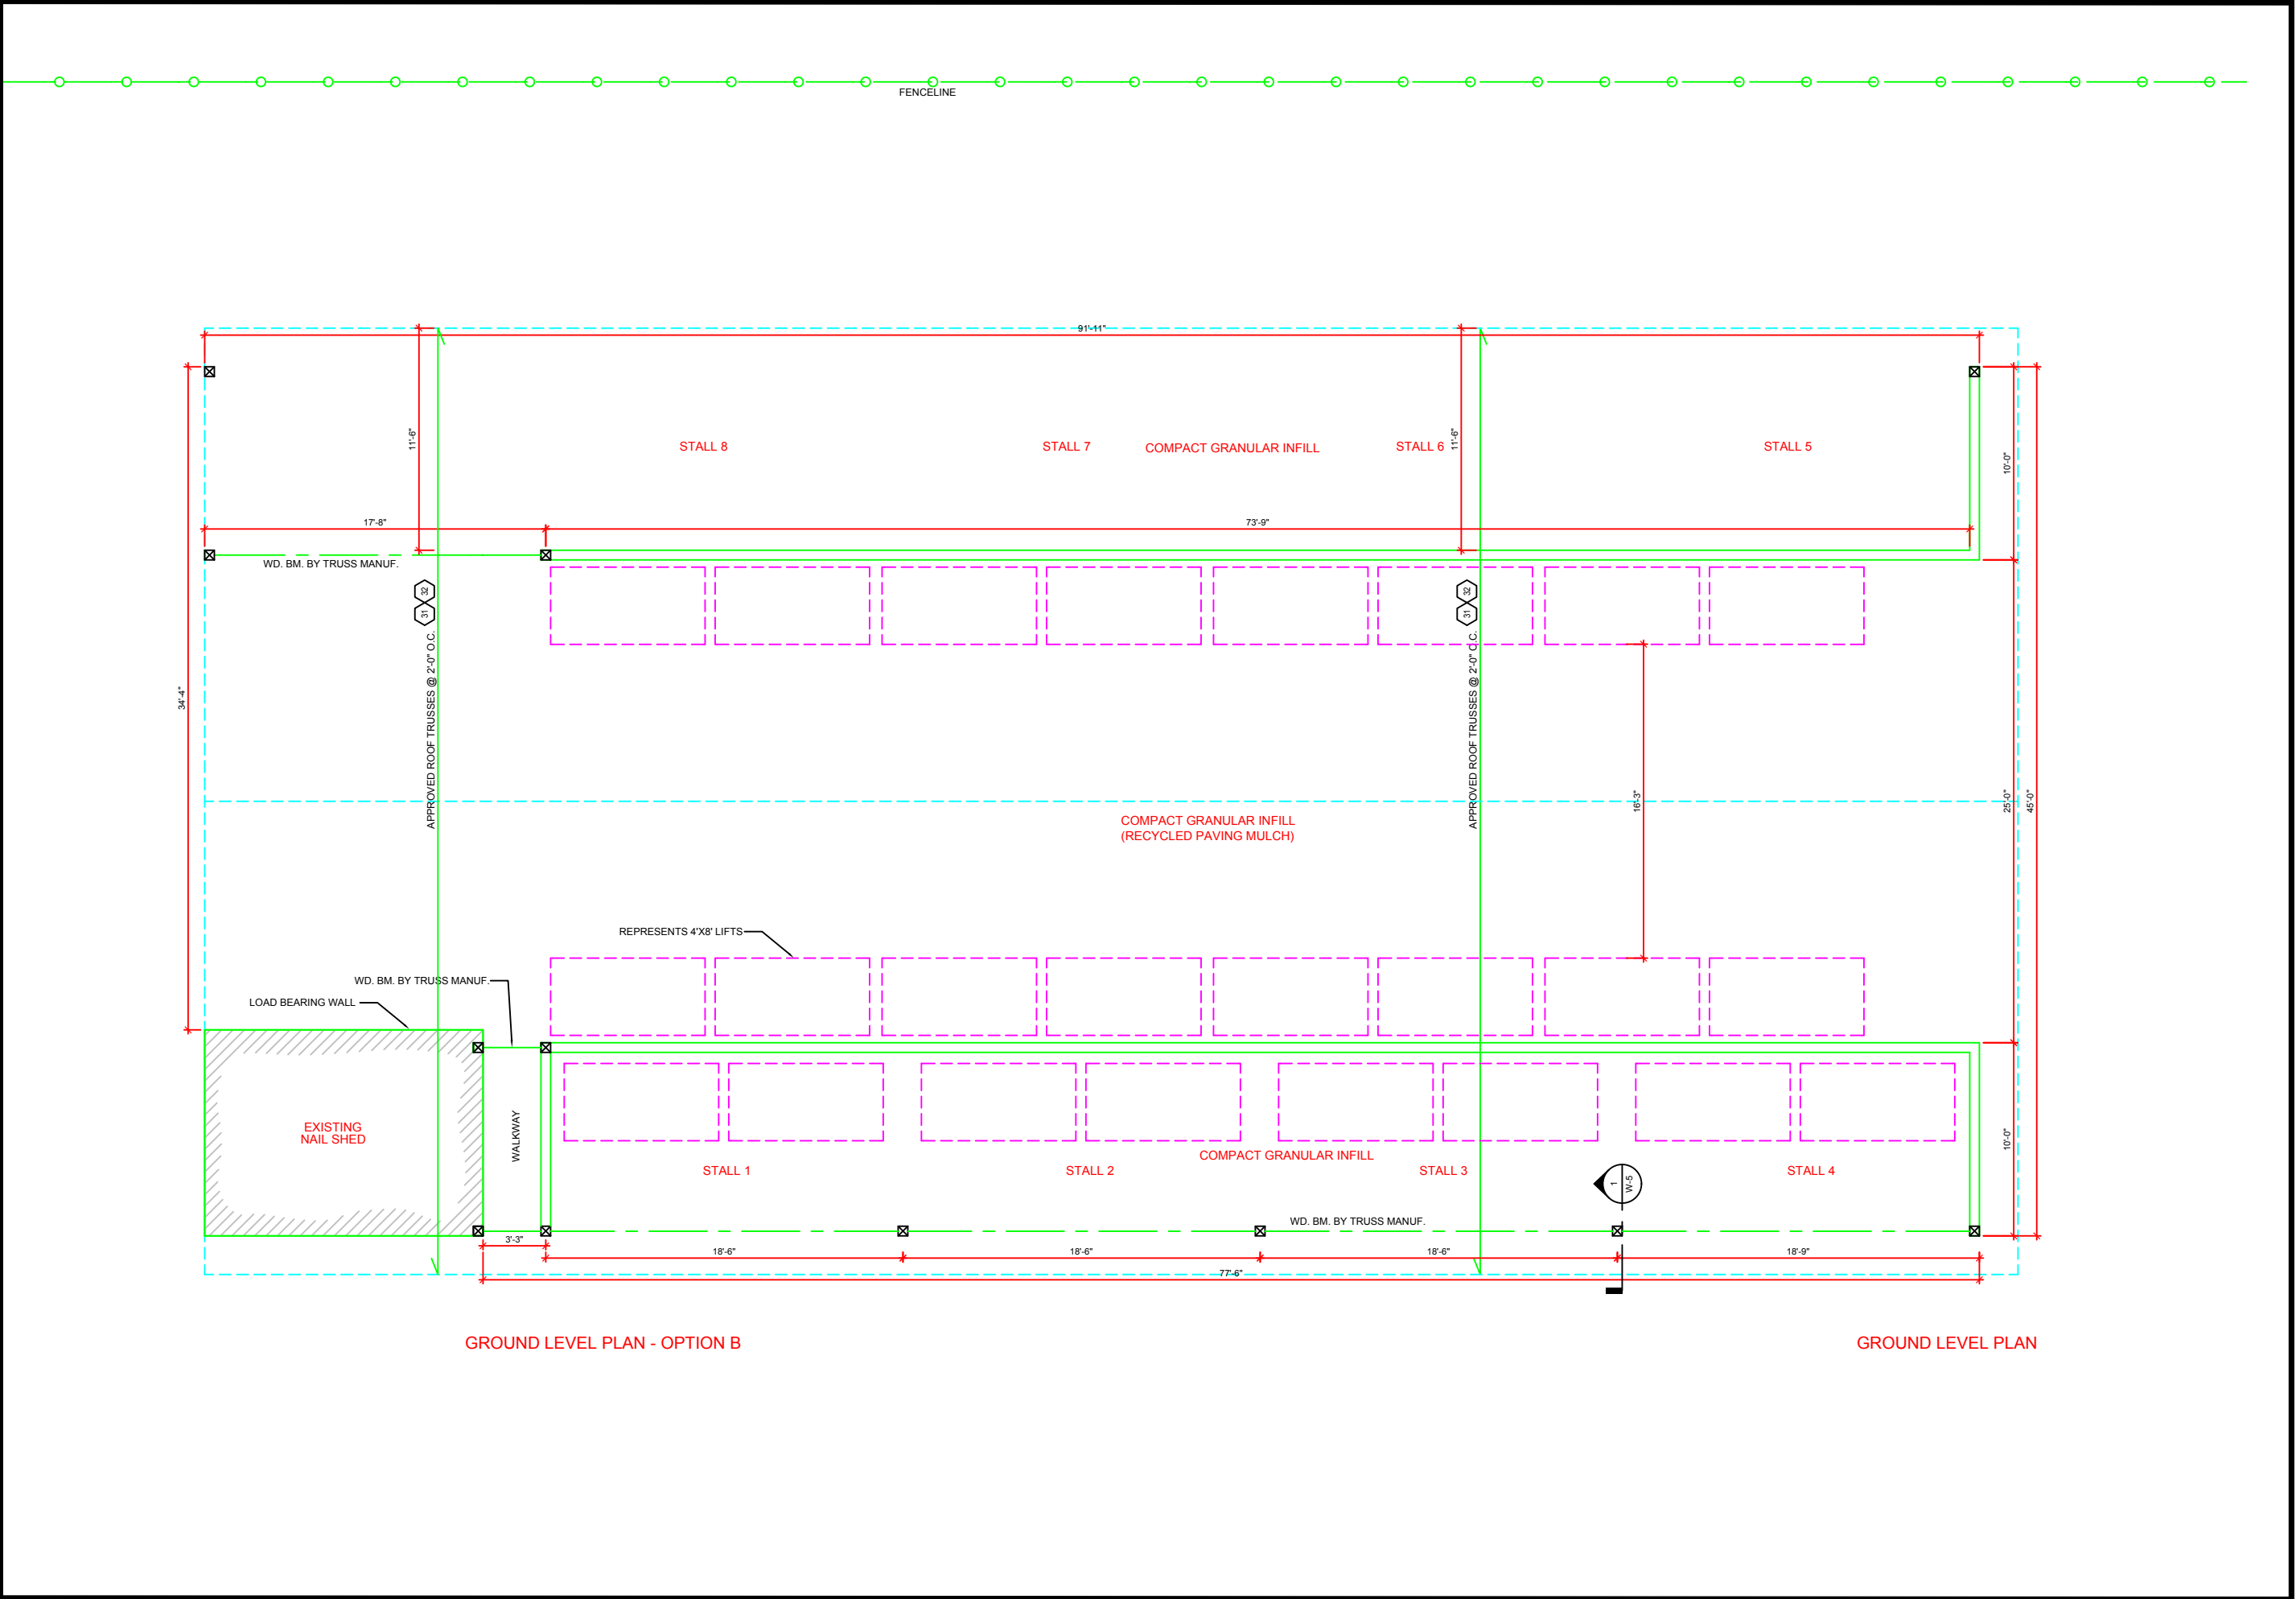 FENCELINE
91'-11"
11'-6"
11'-6"
STALL 8
STALL 7
COMPACT GRANULAR INFILL
STALL 6
STALL 5
10'-0"
17'-8"
73'-9"
WD. BM. BY TRUSS MANUF.
31 32
31 32
APPROVED ROOF TRUSSES @ 2'-0" O.C.
APPROVED ROOF TRUSSES @ 2'-0" O.C.
34'-4"
16'-3"
25'-0"
45'-0"
COMPACT GRANULAR INFILL
(RECYCLED PAVING MULCH)
REPRESENTS 4'X8' LIFTS
WD. BM. BY TRUSS MANUF.
LOAD BEARING WALL
EXISTING
NAIL SHED
WALKWAY
10'-0"
COMPACT GRANULAR INFILL
STALL 1
STALL 2
STALL 3
STALL 4
1
W-5
WD. BM. BY TRUSS MANUF.
3'-3"
18'-6"
18'-6"
18'-6"
18'-9"
77'-6"
GROUND LEVEL PLAN - OPTION B
GROUND LEVEL PLAN